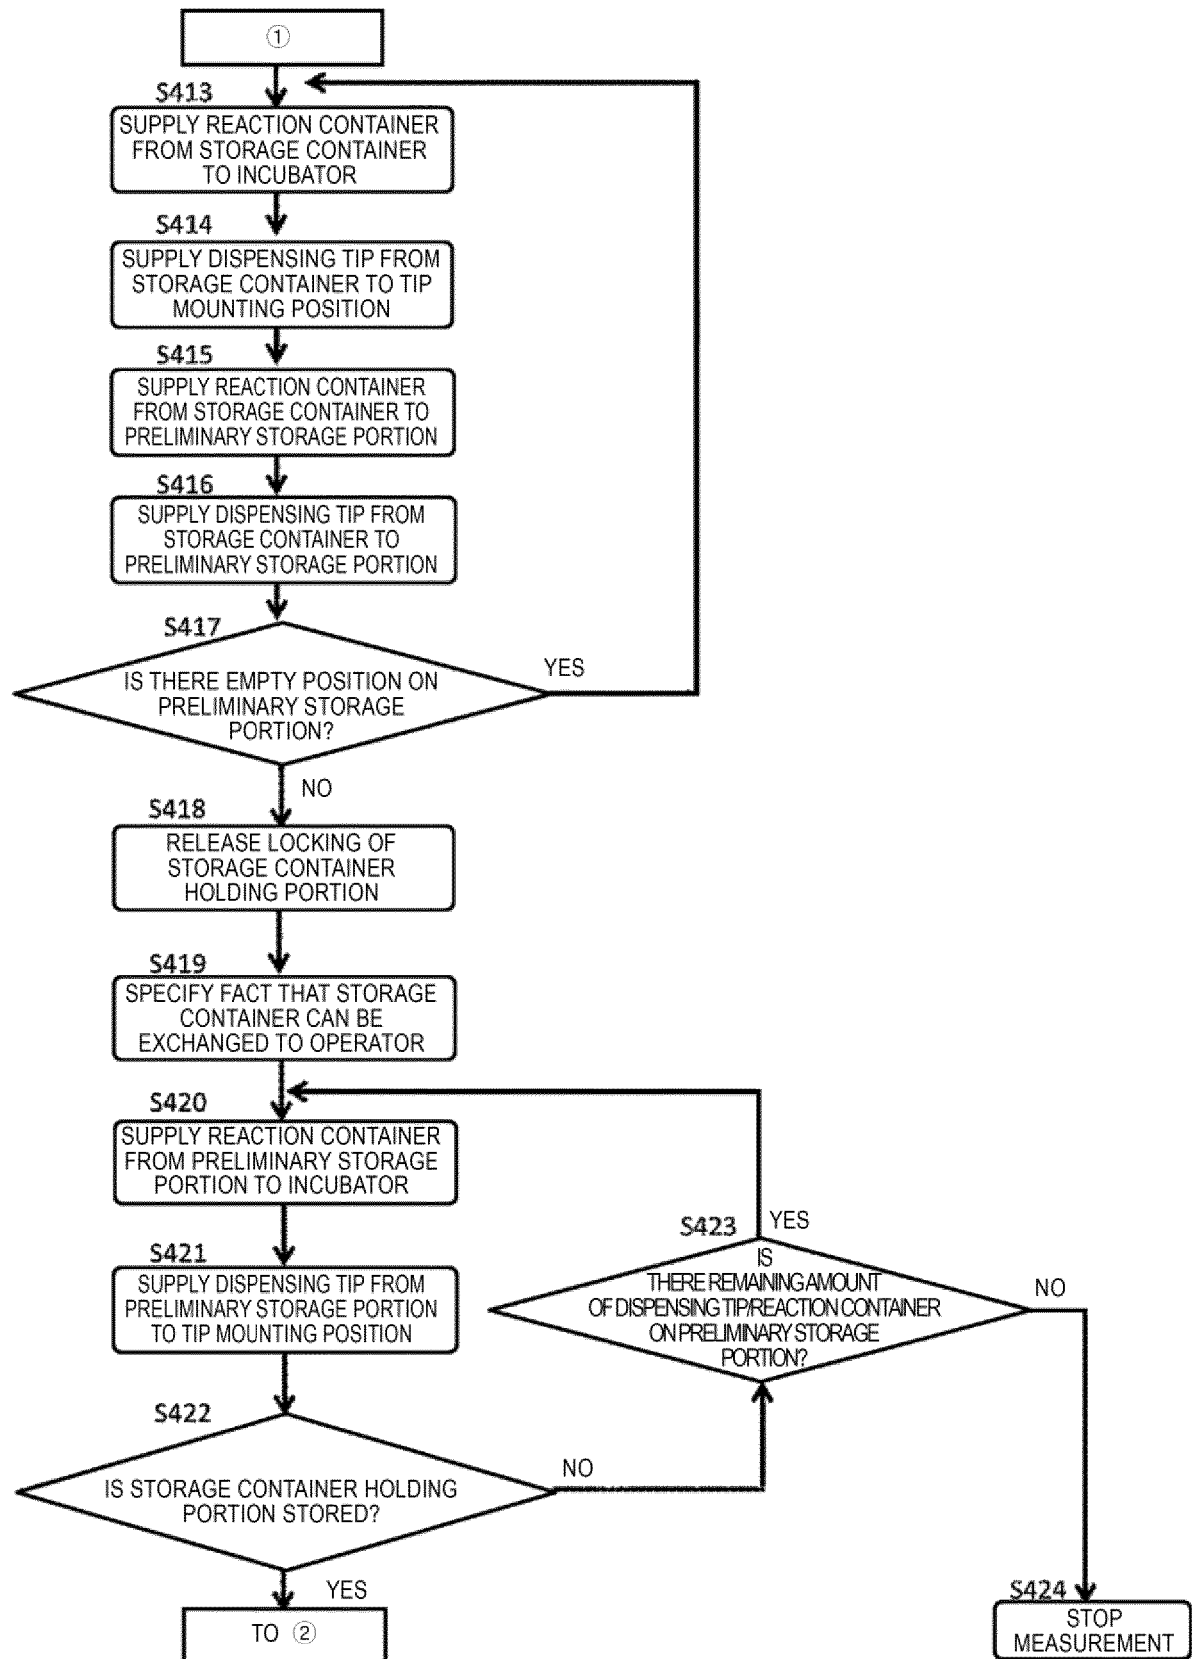 ①
S413
SUPPLY REACTION CONTAINER
FROM STORAGE CONTAINER
TO INCUBATOR
S414
SUPPLY DISPENSING TIP FROM
STORAGE CONTAINER TO TIP
MOUNTING POSITION
S415
SUPPLY REACTION CONTAINER
FROM STORAGE CONTAINER TO
PRELIMINARY STORAGE PORTION
S416
SUPPLY DISPENSING TIP FROM
STORAGE CONTAINER TO
PRELIMINARY STORAGE PORTION
S417
IS THERE EMPTY POSITION ON
PRELIMINARY STORAGE
PORTION?
YES
NO
S418
RELEASE LOCKING OF
STORAGE CONTAINER
HOLDING PORTION
S419
SPECIFY FACT THAT STORAGE
CONTAINER CAN BE
EXCHANGED TO OPERATOR
S420
SUPPLY REACTION CONTAINER
FROM PRELIMINARY STORAGE
PORTION TO INCUBATOR
S421
SUPPLY DISPENSING TIP FROM
PRELIMINARY STORAGE PORTION
TO TIP MOUNTING POSITION
S422
IS STORAGE CONTAINER HOLDING
PORTION STORED?
NO
YES
TO ②
S423
YES
IS
THERE REMAINING AMOUNT
OF DISPENSING TIP/REACTION CONTAINER
ON PRELIMINARY STORAGE
PORTION?
NO
S424
STOP
MEASUREMENT